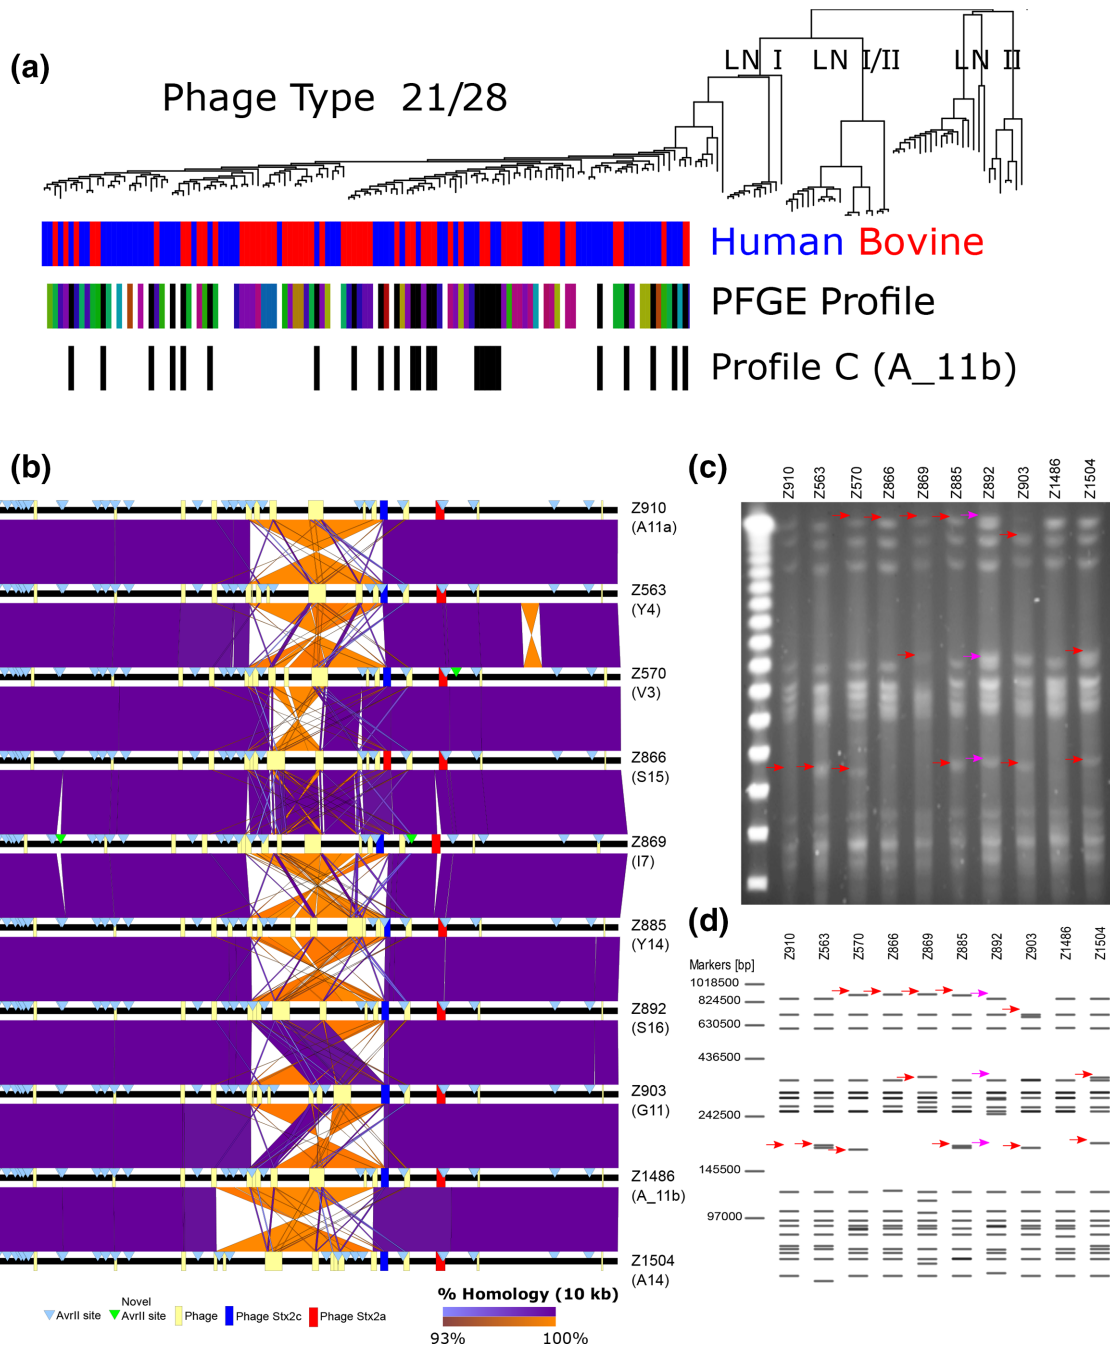 (a)
Phage Type 21/28
LN I
LN I/II
LN II
Human Bovine
PFGE Profile
Profile C (A_11b)
(b)
Z910
(A11a)
Z563
(Y4)
Z570
(V3)
Z866
(S15)
Z869
(I7)
Z885
(Y14)
Z892
(S16)
Z903
(G11)
Z1486
(A_11b)
Z1504
(A14)
AvrII site
Novel
AvrII site
Phage
Phage Stx2c
Phage Stx2a
% Homology (10 kb)
93%
100%
(c)
Z910
Z563
Z570
Z866
Z869
Z885
Z892
Z903
Z1486
Z1504
(d)
Z910
Z563
Z570
Z866
Z869
Z885
Z892
Z903
Z1486
Z1504
Markers [bp]
1018500
824500
630500
436500
242500
145500
97000